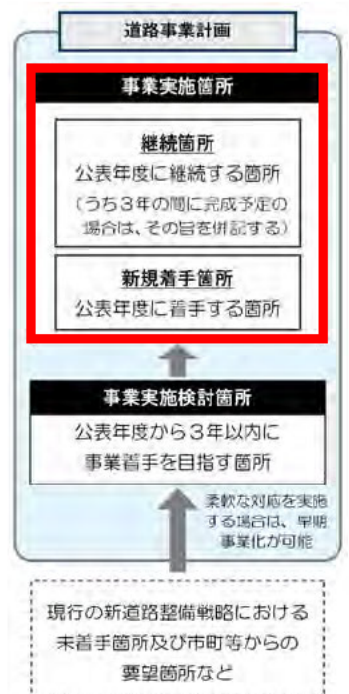 道路事業計画
事業実施箇所
継続箇所
公表年度に継続する箇所
（うち3年の間に完成予定の
場合は、その旨を併記する）
新規着手箇所
公表年度に着手する箇所
事業実施検討箇所
公表年度から3年以内に
事業着手を目指す箇所
柔軟な対応を実施
する場合は、早期
事業化が可能
現行の新道路整備戦略における
未着手箇所及び市町等からの
要望箇所など